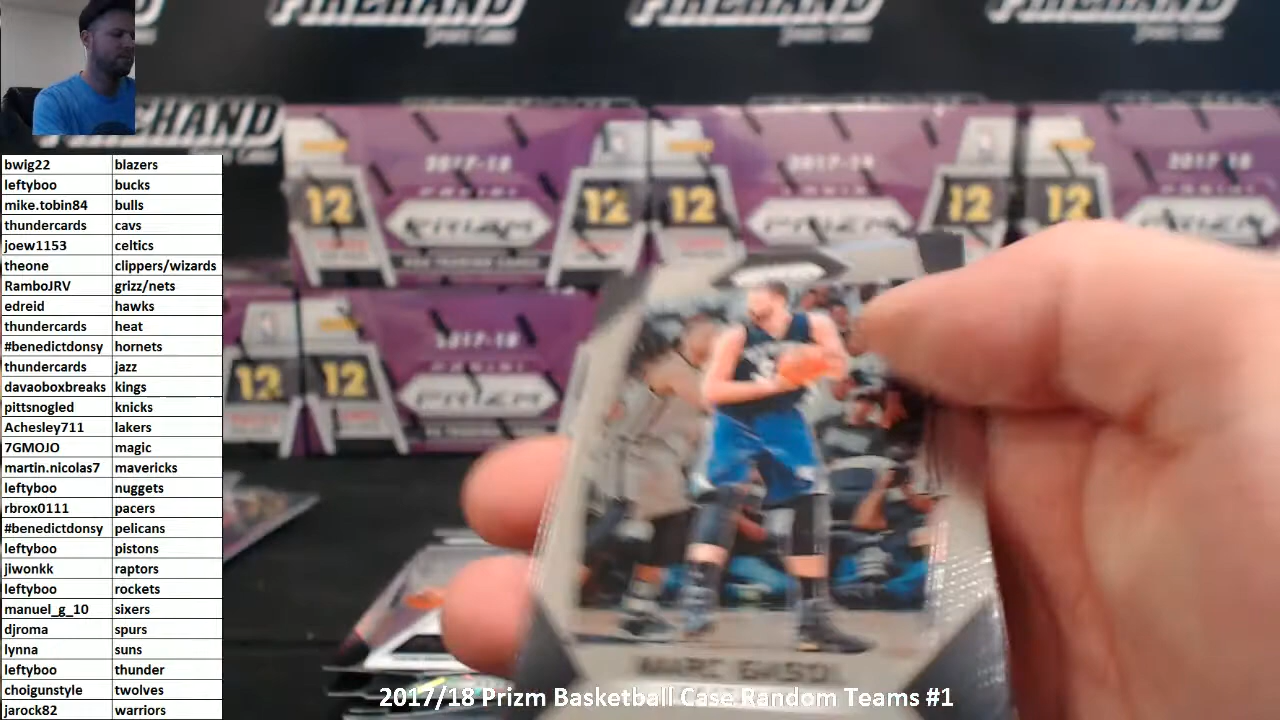 FIREHAND
bwig22 blazers
leftyboo bucks
mike.tobin84 bulls
thundercards cavs
joew1153 celtics
theone clippers/wizards
RamboJRV grizz/nets
edreid hawks
thundercards heat
#benedictdonsy hornets
thundercards jazz
davaoboxbreaks kings
pittsnogled knicks
Achesley711 lakers
7GMOJO magic
martin.nicolas7 mavericks
leftyboo nuggets
rbrox0111 pacers
#benedictdonsy pelicans
leftyboo pistons
jiwonkk raptors
leftyboo rockets
manuel_g_10 sixers
djroma spurs
lynna suns
leftyboo thunder
choigunstyle twolves
jarock82 warriors
2017-18
PANINI
PRIZM
12
12
12
2017-18
PRIZM
12
12
2017-18
PRIZM
12
12
2017-18
PRIZM
MARC GASOL
2017/18 Prizm Basketball Case Random Teams #1